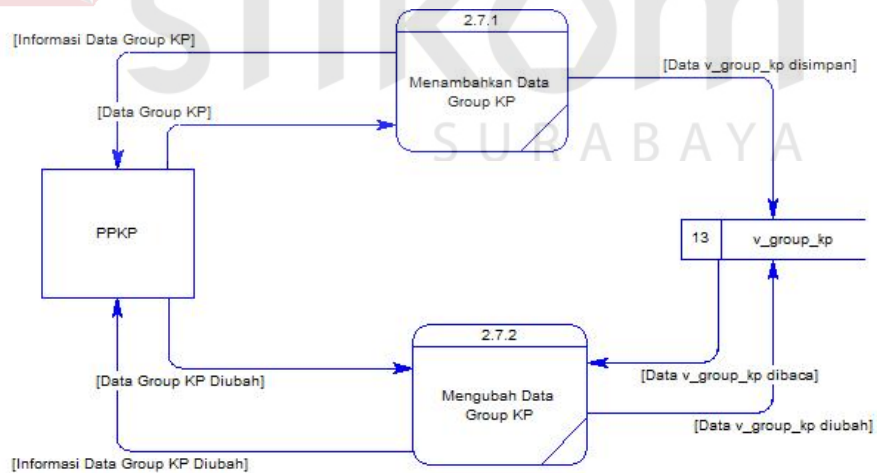 stikom
SURABAYA
2.7.1
[Informasi Data Group KP]
[Data v_group_kp disimpan]
Menambahkan Data
Group KP
[Data Group KP]
PPKP
13
v_group_kp
2.7.2
[Data Group KP Diubah]
[Data v_group_kp dibaca]
Mengubah Data
Group KP
[Data v_group_kp diubah]
[Informasi Data Group KP Diubah]